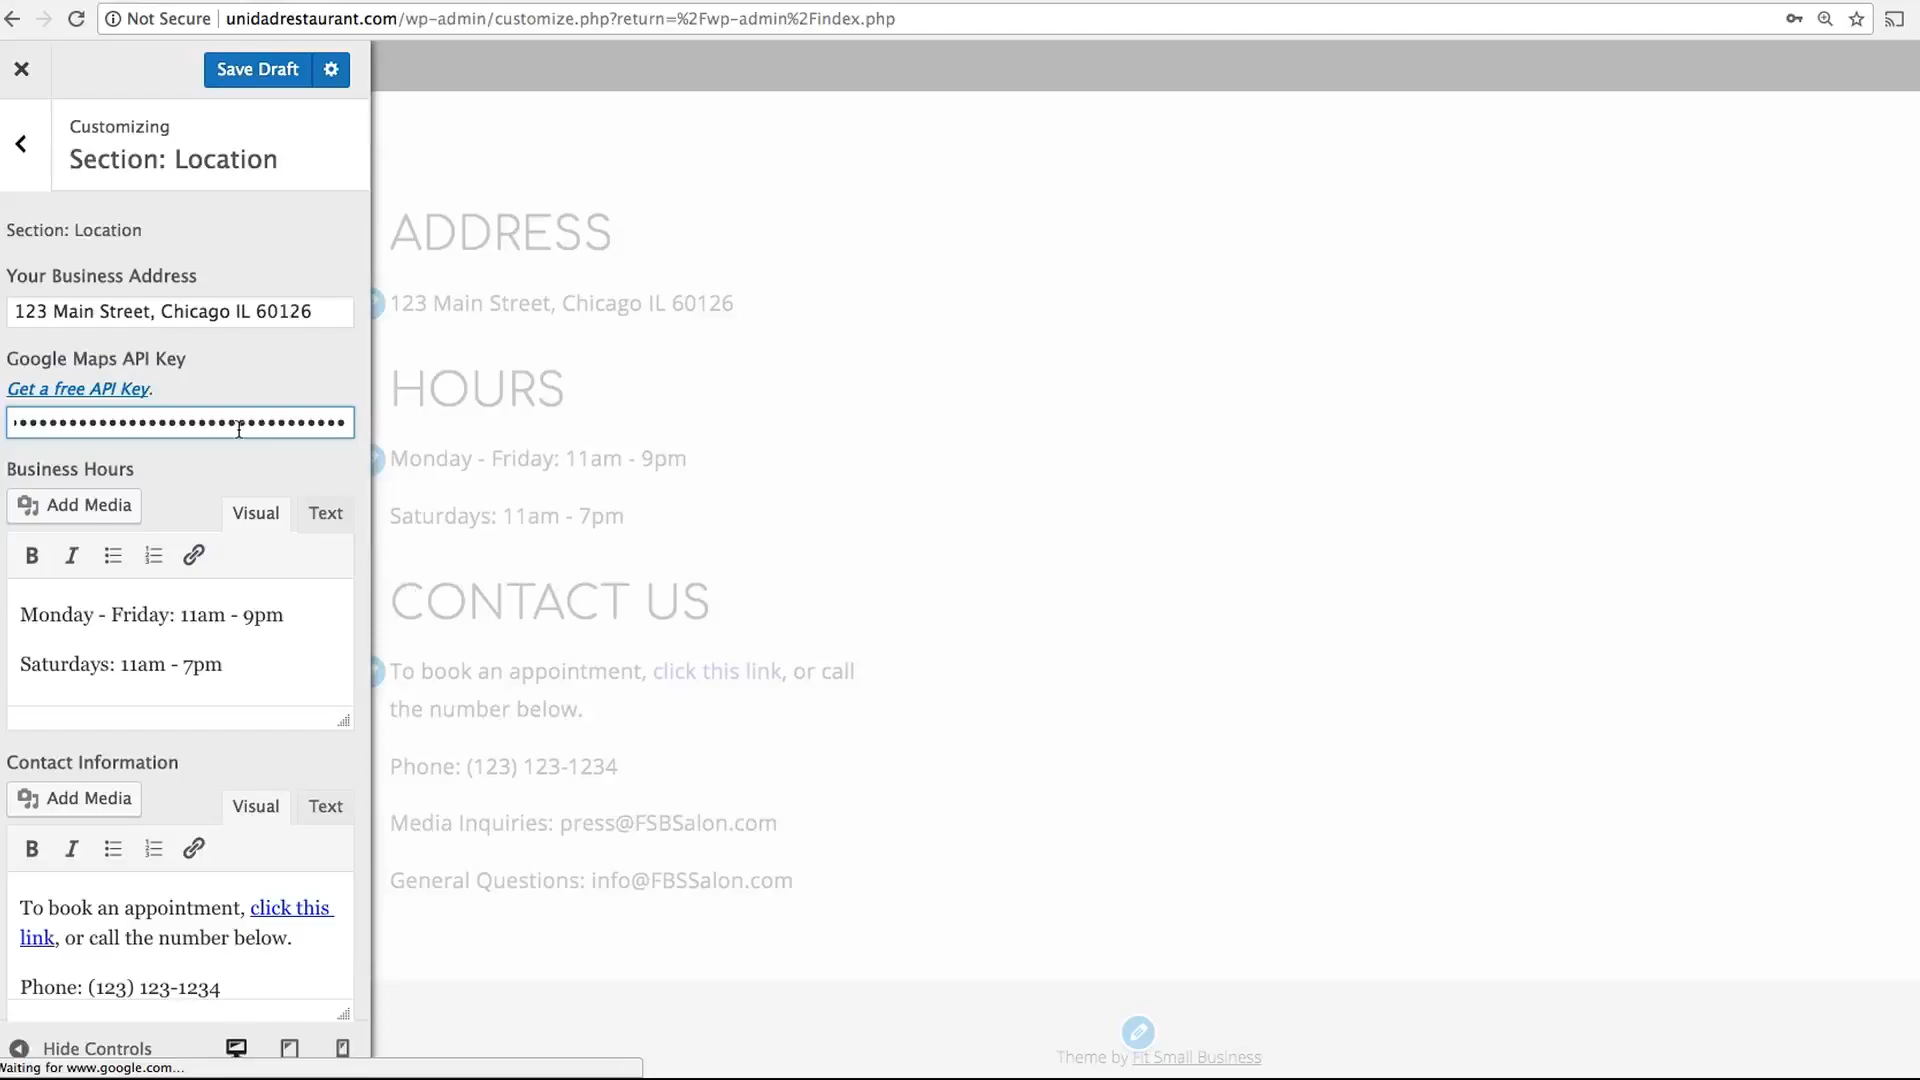 Not Secure unidadrestaurant.com/wp-admin/customize.php?return=%2Fwp-admin%2Findex.php
Save Draft
Customizing
Section: Location
Section: Location
Your Business Address
123 Main Street, Chicago IL 60126
Google Maps API Key
Get a free API Key.
Business Hours
Add Media
Visual
Text
B I
Monday - Friday: 11am - 9pm
Saturdays: 11am - 7pm
Contact Information
Add Media
Visual
Text
B I
To book an appointment, click this
link, or call the number below.
Phone: (123) 123-1234
Hide Controls
Waiting for www.google.com...
ADDRESS
123 Main Street, Chicago IL 60126
HOURS
Monday - Friday: 11am - 9pm
Saturdays: 11am - 7pm
CONTACT US
To book an appointment, click this link, or call
the number below.
Phone: (123) 123-1234
Media Inquiries: press@FSBSalon.com
General Questions: info@FBSSalon.com
Theme by Fit Small Business